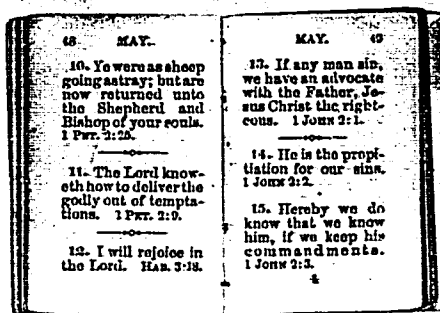 48 MAY.
10. Ye were as sheep
going astray; but are
now returned unto
the Shepherd and
Bishop of your souls.
1 PET. 2:25.
11. The Lord know-
eth how to deliver the
godly out of tempta-
tions. 2 PET. 2:9.
12. I will rejoice in
the Lord. HAB. 3:18.
MAY. 49
13. If any man sin,
we have an advocate
with the Father, Je-
sus Christ the right-
eous. 1 JOHN 2:1.
14. He is the propi-
tiation for our sins.
1 JOHN 2:2.
15. Hereby we do
know that we know
him, if we keep his
commandments.
1 JOHN 2:3.
4